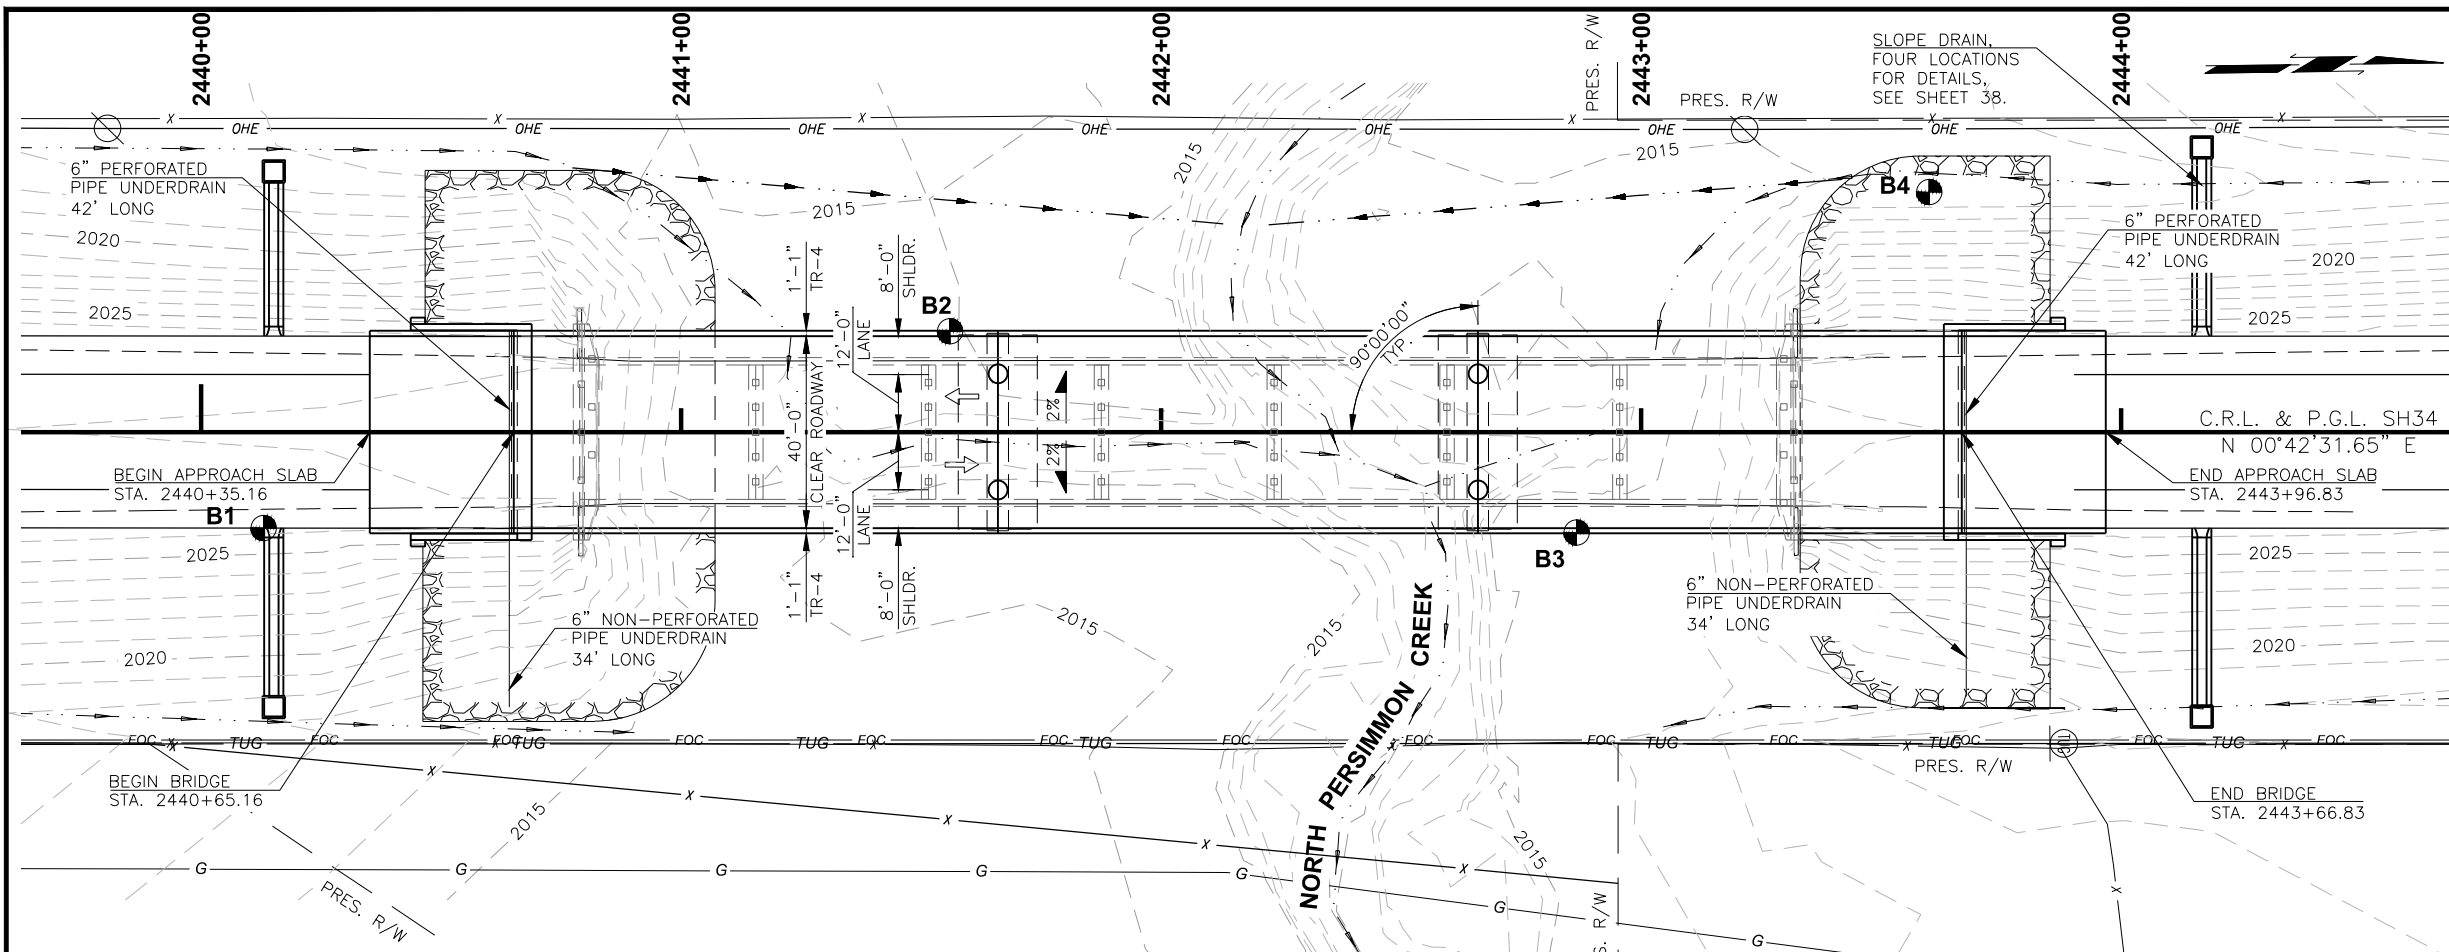 2440+00
2441+00
2442+00
PRES. R/W
2443+00
2444+00
SLOPE DRAIN,
FOUR LOCATIONS
FOR DETAILS,
SEE SHEET 38.
PRES. R/W
X
X
X
X
X
X
OHE
OHE
OHE
OHE
OHE
OHE
OHE
OHE
6" PERFORATED
PIPE UNDERDRAIN
42' LONG
2015
2015
2015
B4
6" PERFORATED
PIPE UNDERDRAIN
42' LONG
2020
2020
2025
2025
1'-1"
TR-4
8'-0"
SHLDR.
B2
12'-0"
LANE
90°00'00"
TYP.
40'-0"
CLEAR ROADWAY
2%
2%
C.R.L. & P.G.L. SH34
N 00°42'31.65" E
BEGIN APPROACH SLAB
STA. 2440+35.16
END APPROACH SLAB
STA. 2443+96.83
B1
12'-0"
LANE
B3
2025
2025
1'-1"
TR-4
8'-0"
SHLDR.
6" NON-PERFORATED
PIPE UNDERDRAIN
34' LONG
6" NON-PERFORATED
PIPE UNDERDRAIN
34' LONG
2015
2015
2020
2020
NORTH PERSIMMON CREEK
FOC
X
TUG
FOC
X
FOC
TUG
FOC
TUG
FOC
X
FOC
TUG
FOC
X
FOC
FOC
TUG
FOC
X
TUG
FOC
FOC
TUG
X
FOC
TUG
PRES. R/W
BEGIN BRIDGE
STA. 2440+65.16
END BRIDGE
STA. 2443+66.83
X
X
X
X
X
X
2015
2015
G
G
G
G
G
G
G
PRES. R/W
S. R/W